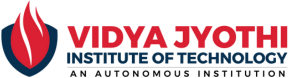 VIDYA JYOTHI
INSTITUTE OF TECHNOLOGY
AN AUTONOMOUS INSTITUTION